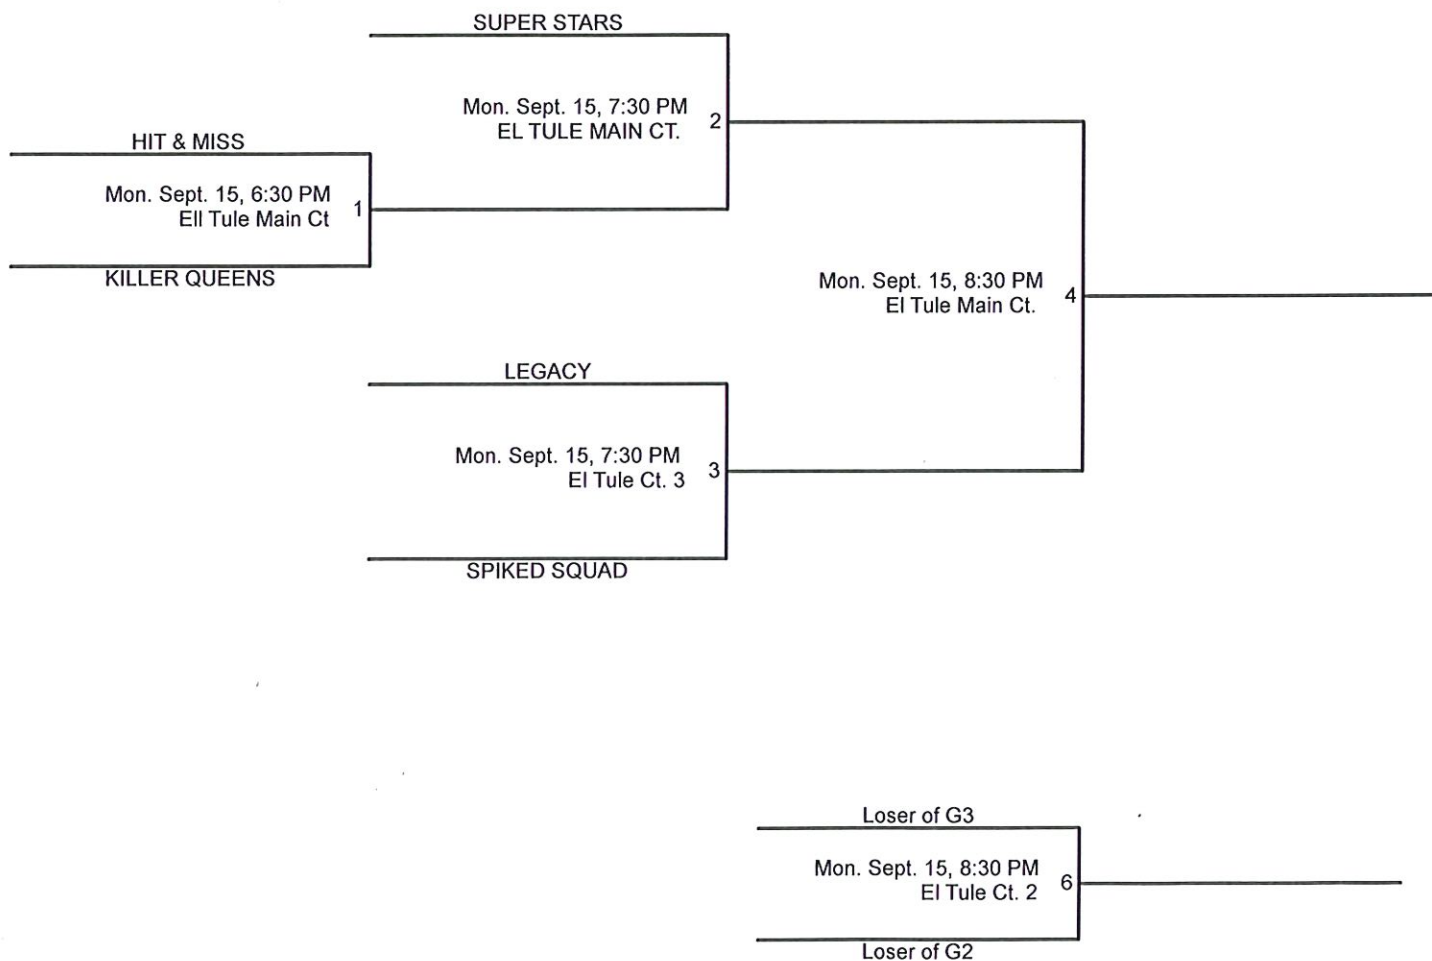 SUPER STARS
Mon. Sept. 15, 7:30 PM
EL TULE MAIN CT.
2
HIT & MISS
Mon. Sept. 15, 6:30 PM
Ell Tule Main Ct
1
KILLER QUEENS
Mon. Sept. 15, 8:30 PM
El Tule Main Ct.
4
LEGACY
Mon. Sept. 15, 7:30 PM
El Tule Ct. 3
3
SPIKED SQUAD
Loser of G3
Mon. Sept. 15, 8:30 PM
El Tule Ct. 2
6
Loser of G2